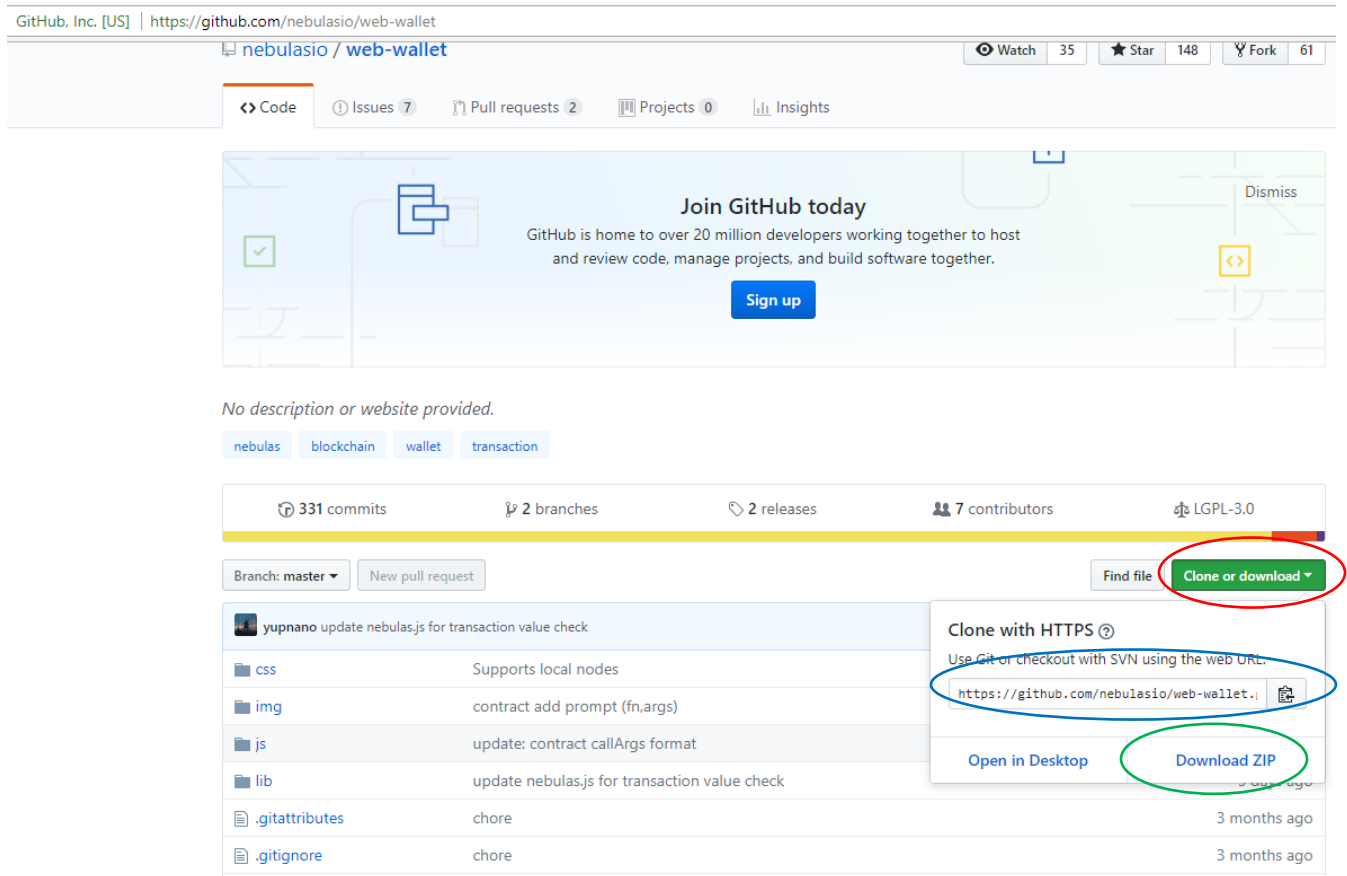 GitHub, Inc. [US] | https://github.com/nebulasio/web-wallet
nebulasio / web-wallet
Watch 35 Star 148 Fork 61
Code Issues 7 Pull requests 2 Projects 0 Insights
Dismiss
Join GitHub today
GitHub is home to over 20 million developers working together to host
and review code, manage projects, and build software together.
Sign up
No description or website provided.
nebulas blockchain wallet transaction
331 commits 2 branches 2 releases 7 contributors LGPL-3.0
Branch: master New pull request Find file Clone or download
yupnano update nebulas.js for transaction value check
Clone with HTTPS
Use Git or checkout with SVN using the web URL.
https://github.com/nebulasio/web-wallet.
Open in Desktop Download ZIP
css Supports local nodes
img contract add prompt (fn,args)
js update: contract callArgs format
lib update nebulas.js for transaction value check days ago
.gitattributes chore 3 months ago
.gitignore chore 3 months ago